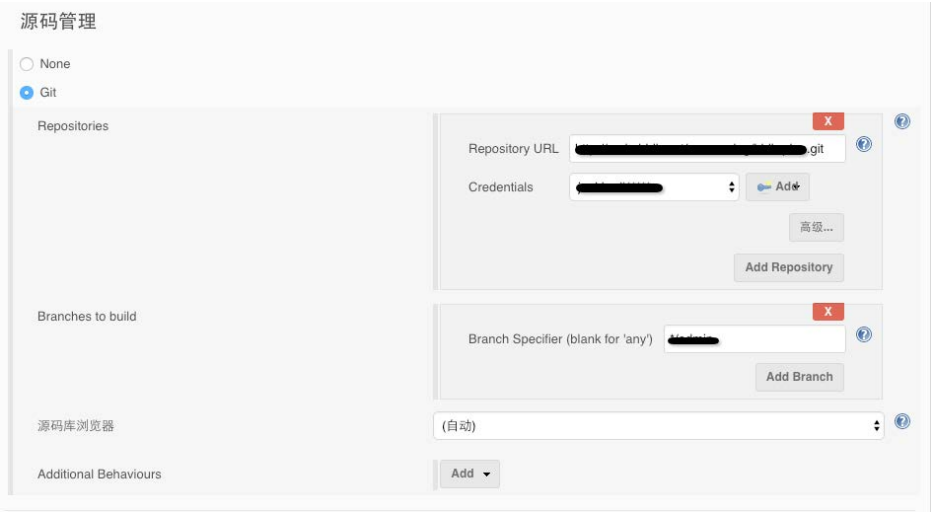 源码管理
None
Git
Repositories
X
Repository URL .git
Credentials Add
高级...
Add Repository
Branches to build
X
Branch Specifier (blank for 'any')
Add Branch
源码库浏览器 (自动)
Additional Behaviours Add